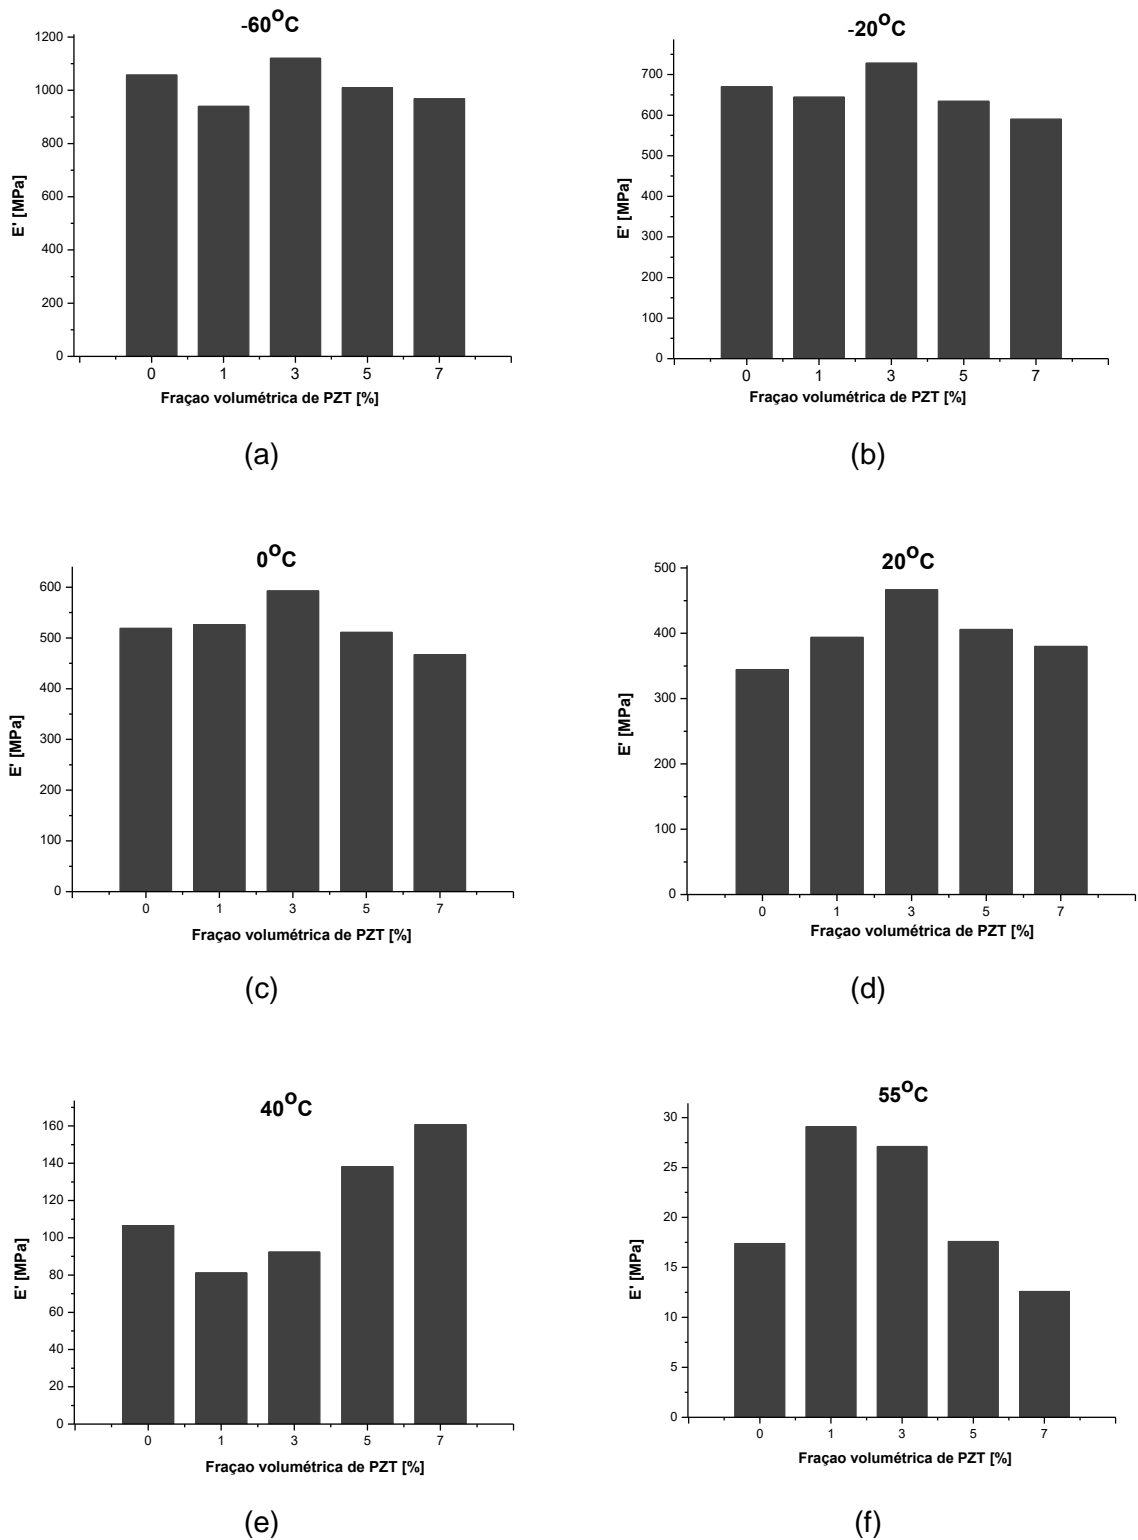 -60°C
1200
1000
800
600
400
200
0
E' [MPa]
0 1 3 5 7
Fraçao volumétrica de PZT [%]
(a)
-20°C
700
600
500
400
300
200
100
0
E' [MPa]
0 1 3 5 7
Fraçao volumétrica de PZT [%]
(b)
0°C
600
500
400
300
200
100
0
E' [MPa]
0 1 3 5 7
Fraçao volumétrica de PZT [%]
(c)
20°C
500
400
300
200
100
0
E' [MPa]
0 1 3 5 7
Fraçao volumétrica de PZT [%]
(d)
40°C
160
140
120
100
80
60
40
20
0
E' [MPa]
0 1 3 5 7
Fraçao volumétrica de PZT [%]
(e)
55°C
30
25
20
15
10
5
0
E' [MPa]
0 1 3 5 7
Fraçao volumétrica de PZT [%]
(f)